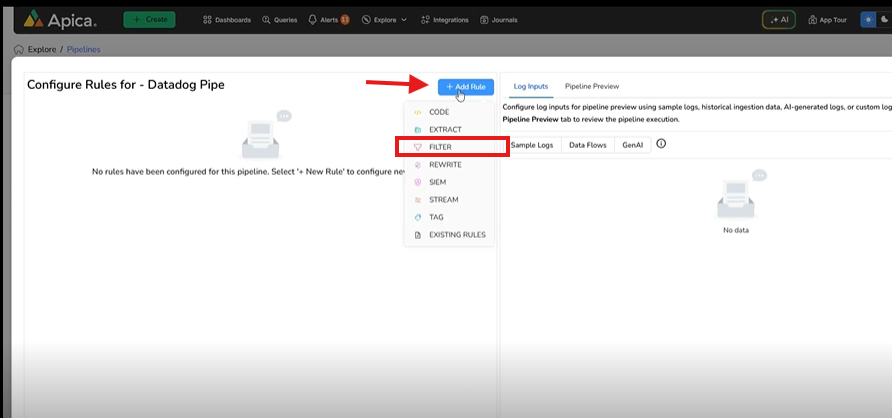 Apica.
+ Create
Dashboards
Queries
Alerts 11
Explore
Integrations
Journals
AI
App Tour
Explore / Pipelines
Configure Rules for - Datadog Pipe
+ Add Rule
CODE
EXTRACT
FILTER
REWRITE
SIEM
STREAM
TAG
EXISTING RULES
No rules have been configured for this pipeline. Select '+ New Rule' to configure ne
Log Inputs
Pipeline Preview
Configure log inputs for pipeline preview using sample logs, historical ingestion data, AI-generated logs, or custom log
Pipeline Preview tab to review the pipeline execution.
Sample Logs
Data Flows
GenAI
No data